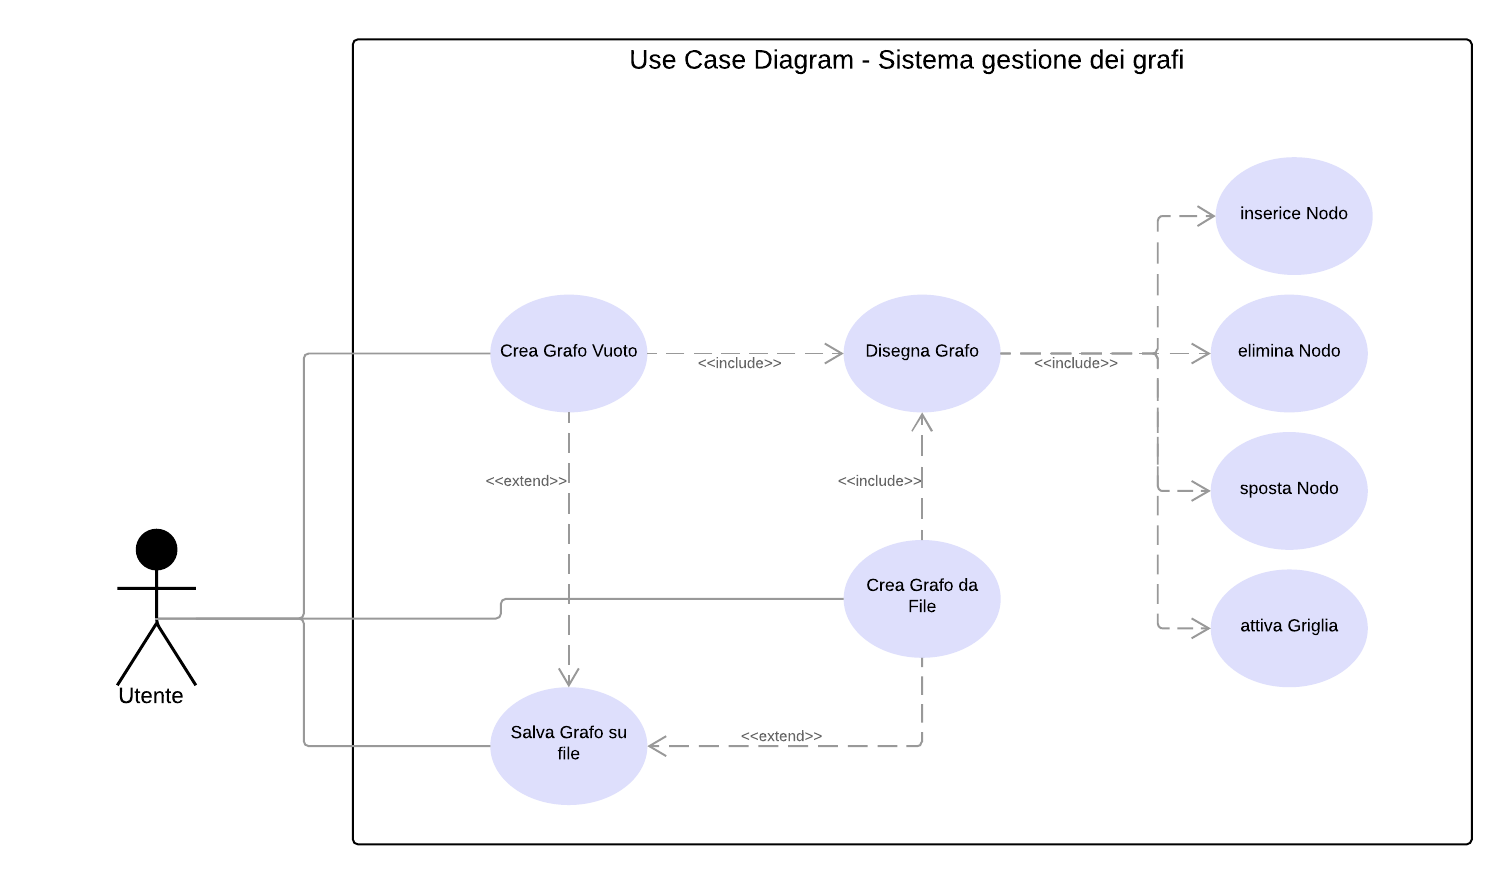 Use Case Diagram - Sistema gestione dei grafi
inserice Nodo
Crea Grafo Vuoto
<<include>>
Disegna Grafo
<<include>>
elimina Nodo
<<extend>>
<<include>>
sposta Nodo
Crea Grafo da
File
attiva Griglia
Utente
Salva Grafo su
file
<<extend>>